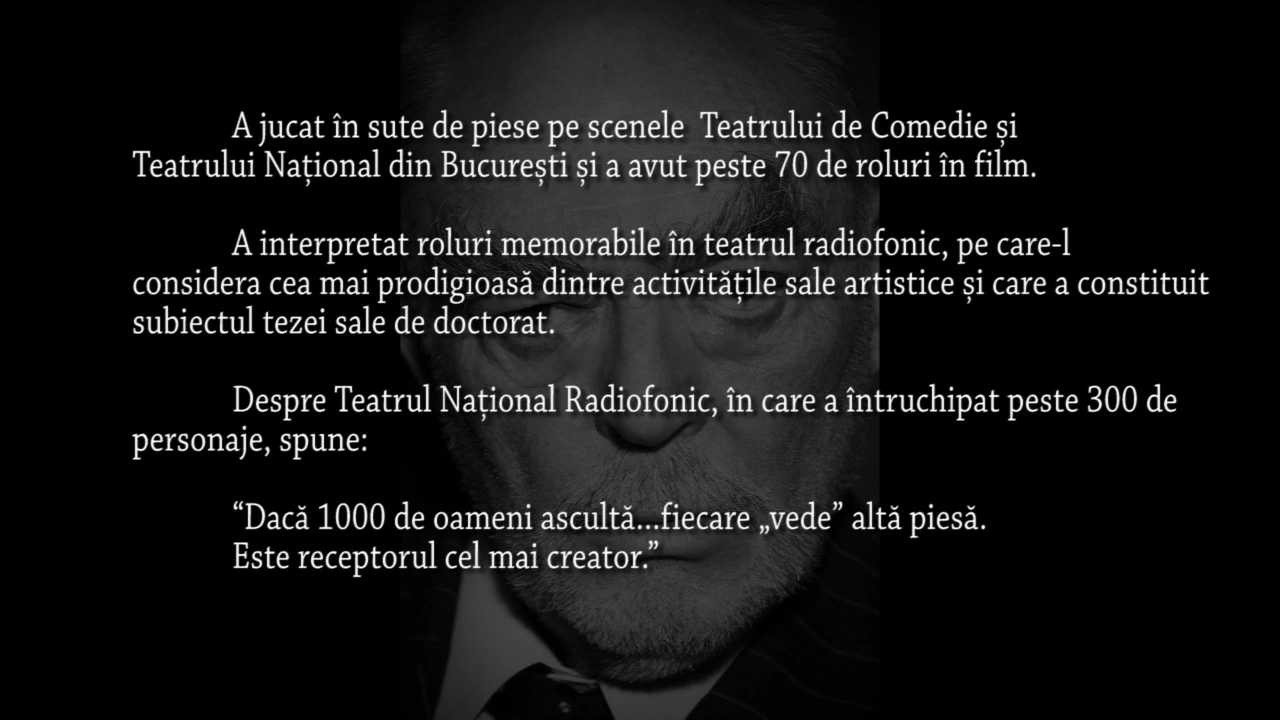 A jucat în sute de piese pe scenele Teatrului de Comedie și
Teatrului Național din București și a avut peste 70 de roluri în film.
A interpretat roluri memorabile în teatrul radiofonic, pe care-l
considera cea mai prodigioasă dintre activitățile sale artistice și care a constituit
subiectul tezei sale de doctorat.
Despre Teatrul Național Radiofonic, în care a întruchipat peste 300 de
personaje, spune:
“Dacă 1000 de oameni ascultă...fiecare „vede” altă piesă.
Este receptorul cel mai creator.”